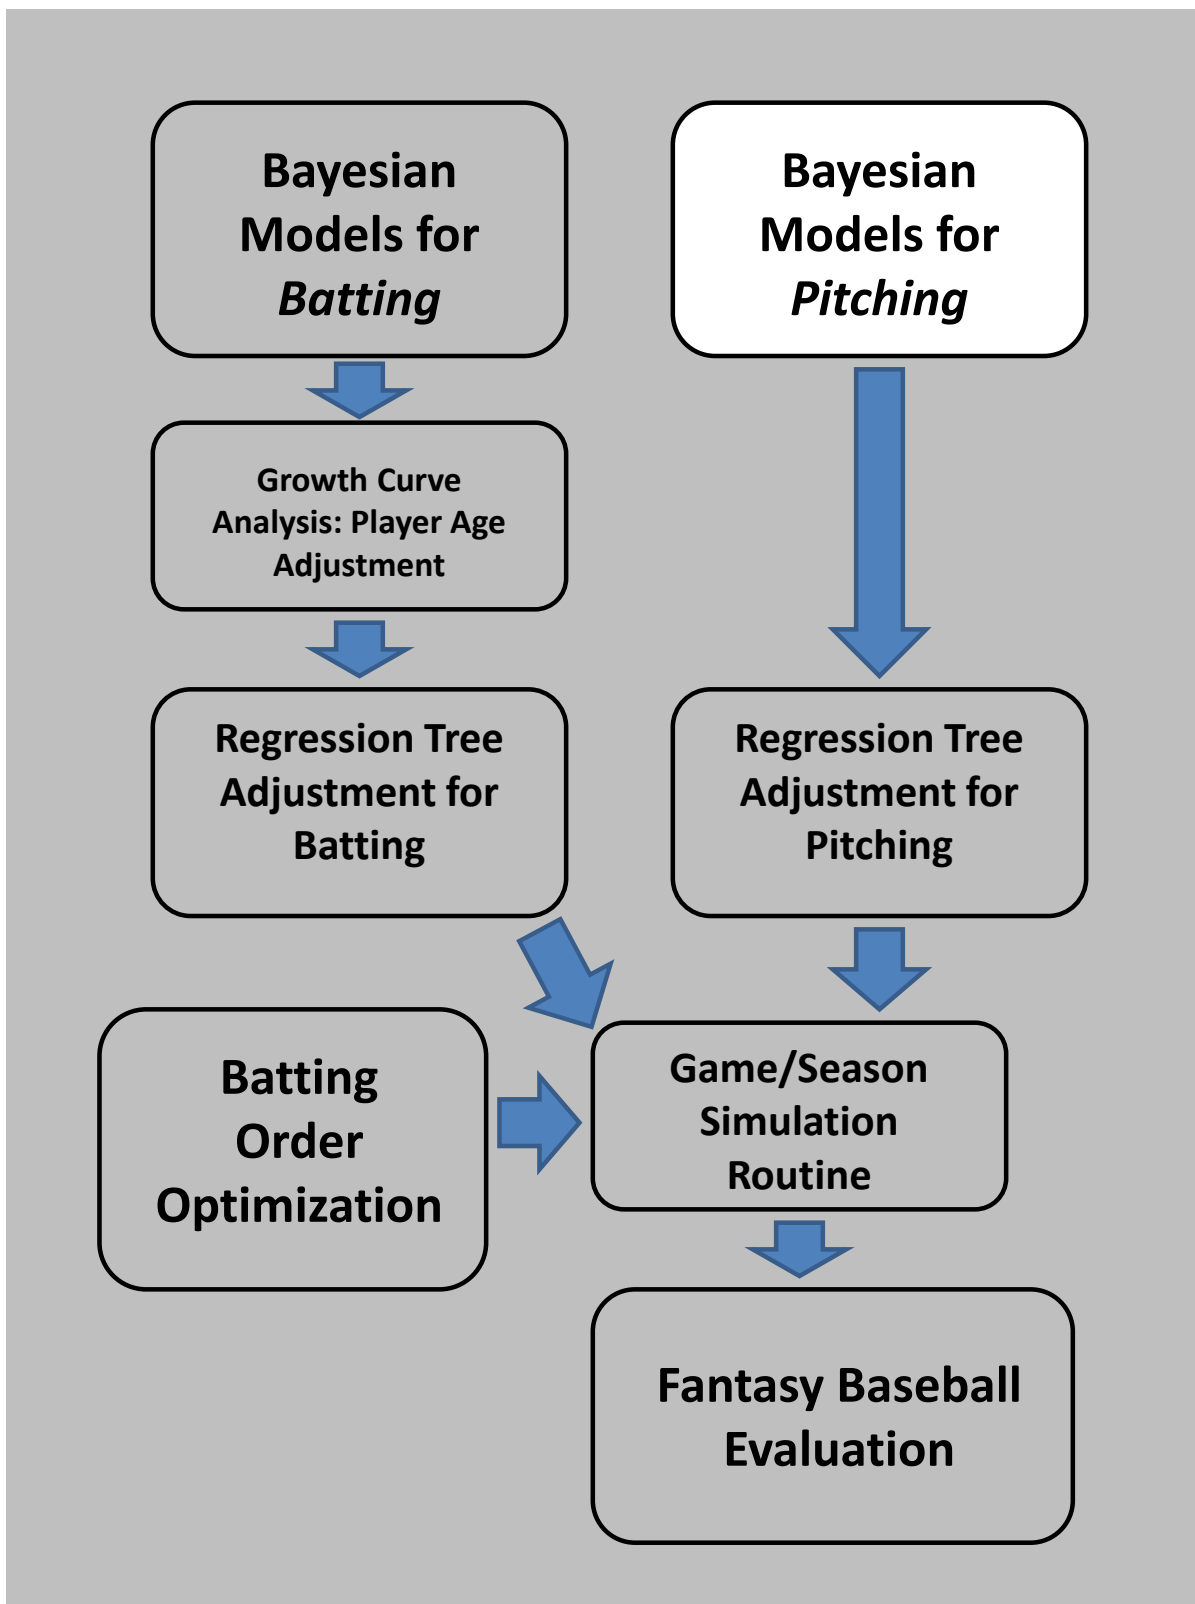 Bayesian
Models for
Batting
Bayesian
Models for
Pitching
Growth Curve
Analysis: Player Age
Adjustment
Regression Tree
Adjustment for
Batting
Regression Tree
Adjustment for
Pitching
Batting
Order
Optimization
Game/Season
Simulation
Routine
Fantasy Baseball
Evaluation